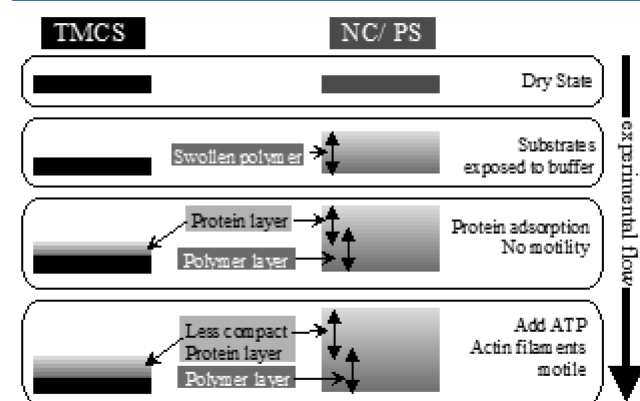 TMCS
NC/ PS
Dry State
Swollen polymer
Substrates
exposed to buffer
Protein layer
Polymer layer
Protein adsorption
No motility
Less compact
Protein layer
Polymer layer
Add ATP
Actin filaments
motile
experimental flow